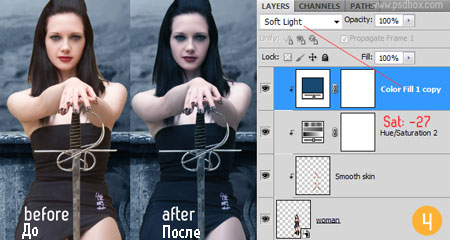 www.psdbox.com
LAYERS CHANNELS PATHS
Soft Light Opacity: 100%
Unify: Propagate Frame 1
Lock: Fill: 100%
Color Fill 1 copy
Sat: -27
Hue/Saturation 2
Smooth skin
woman
before
До
after
После
4